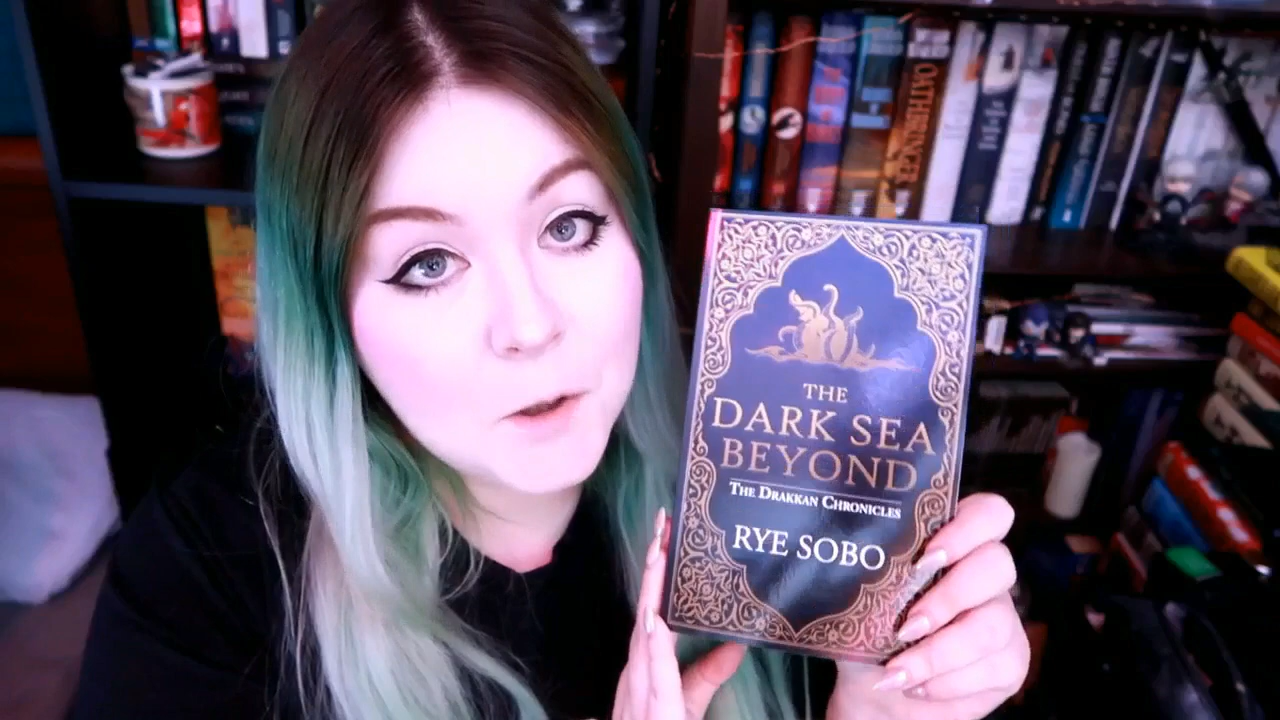 OATHBRINGER
THE
DARK SEA
BEYOND
THE DRAKKAN CHRONICLES
RYE SOBO